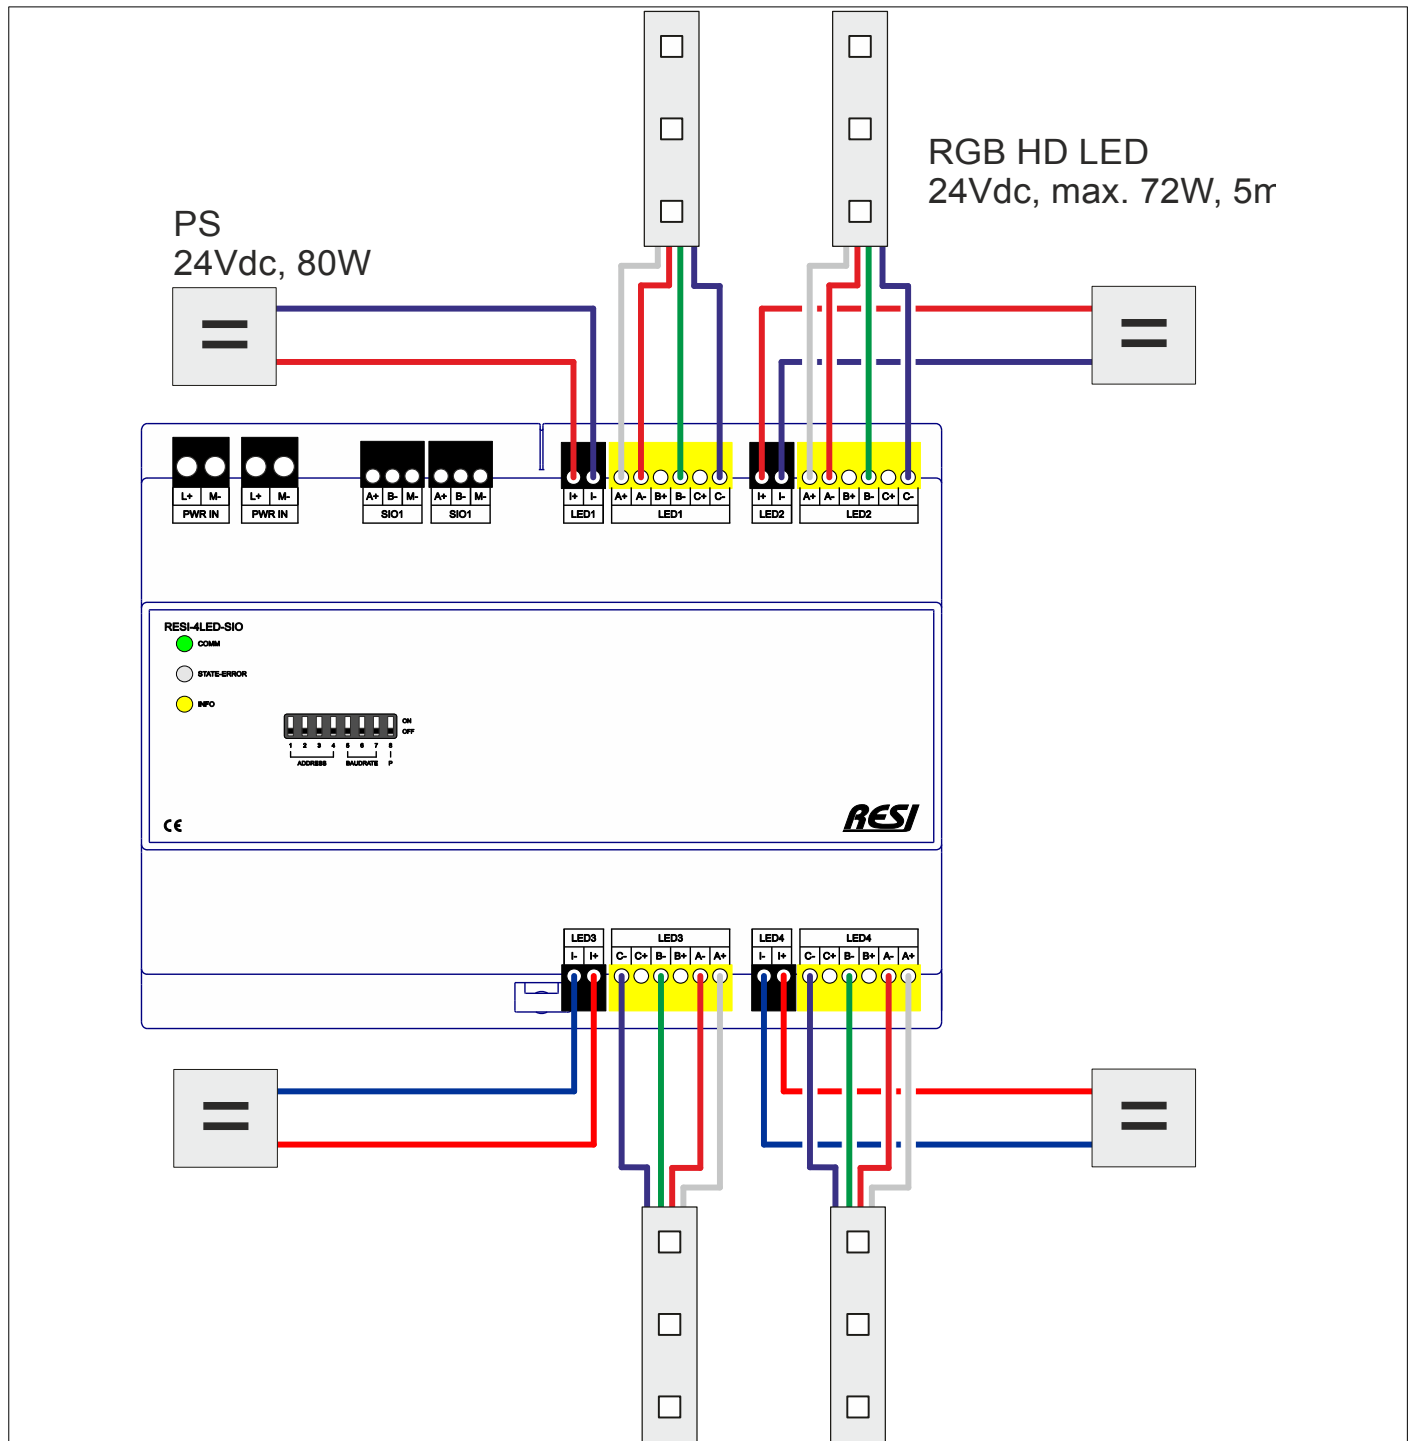 RGB HD LED
24Vdc, max. 72W, 5m
PS
24Vdc, 80W
L+ M- L+ M- A+ B- M- A+ B- M- I+ I- A+ A- B+ B- C+ C- I+ I- A+ A- B+ B- C+ C-
PWR IN PWR IN SIO1 SIO1 LED1 LED1 LED2 LED2
RESI-4LED-SIO
COMM
STATE-ERROR
INFO
ON
OFF
1 2 3 4 5 6 7 8
ADDRESS BAUDRATE P
CE RESI
LED3 LED3 LED4 LED4
I- I+ C- C+ B- B+ A- A+ I- I+ C- C+ B- B+ A- A+